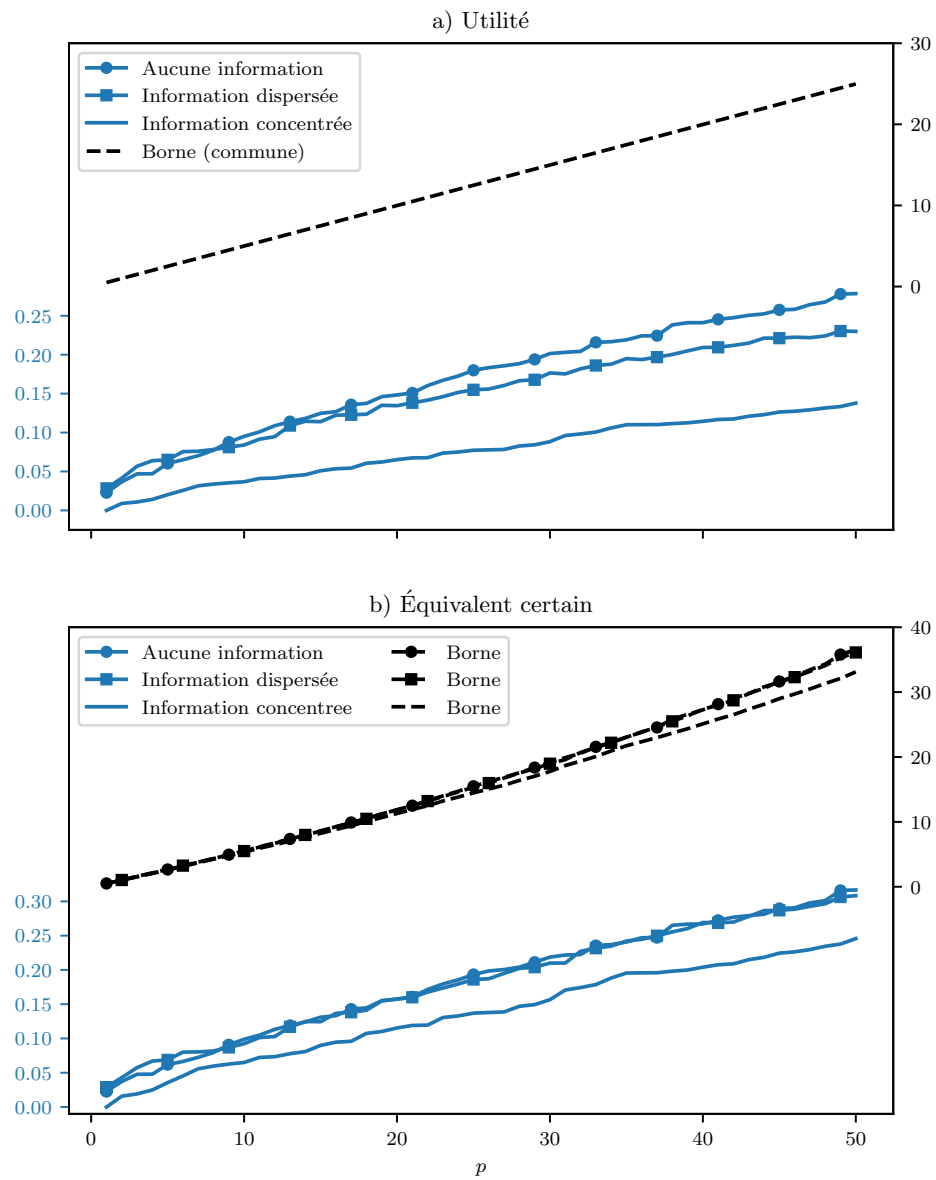 a) Utilité
Aucune information
Information dispersée
Information concentrée
Borne (commune)
30
20
10
0
0.25
0.20
0.15
0.10
0.05
0.00
b) Équivalent certain
Aucune information
Information dispersée
Information concentree
Borne
Borne
Borne
40
30
20
10
0
0.30
0.25
0.20
0.15
0.10
0.05
0.00
0 10 20 30 40 50
p